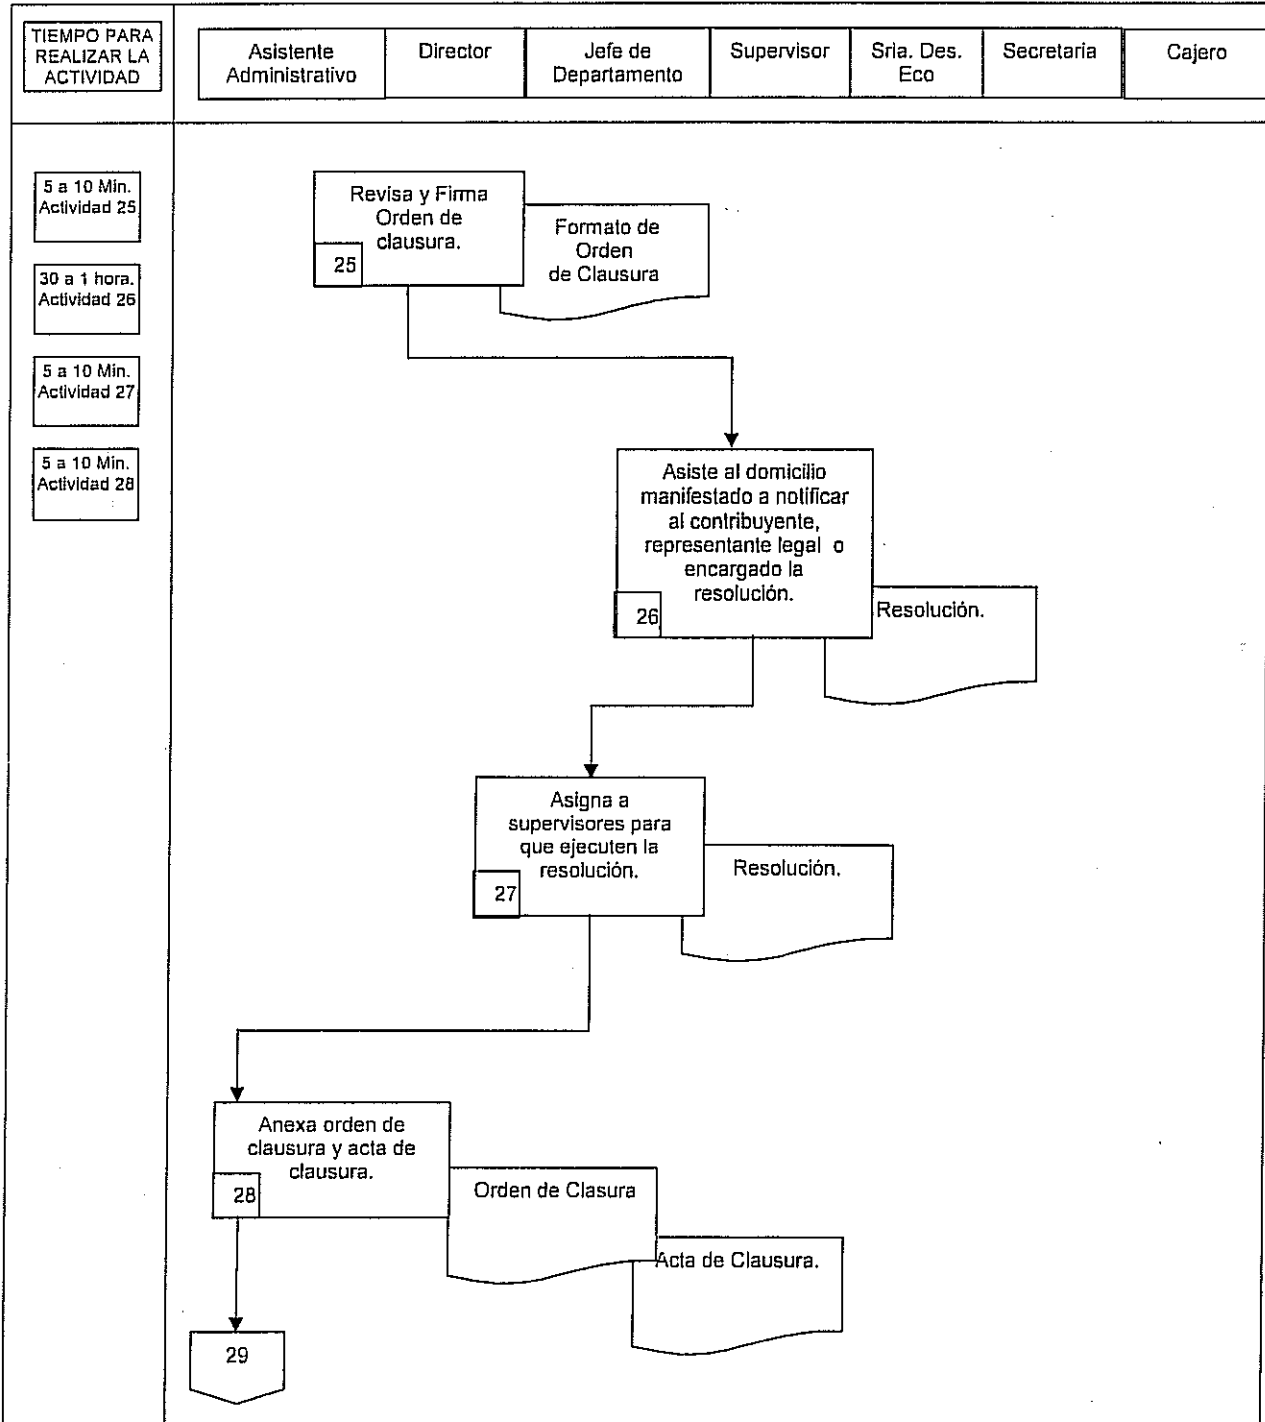 TIEMPO PARA
REALIZAR LA
ACTIVIDAD
Asistente
Administrativo
Director
Jefe de
Departamento
Supervisor
Sria. Des.
Eco
Secretaria
Cajero
5 a 10 Min.
Actividad 25
30 a 1 hora.
Actividad 26
5 a 10 Min.
Actividad 27
5 a 10 Min.
Actividad 28
Revisa y Firma
Orden de
clausura.
25
Formato de
Orden
de Clausura
Asiste al domicilio
manifestado a notificar
al contribuyente,
representante legal o
encargado la
resolución.
26
Resolución.
Asigna a
supervisores para
que ejecuten la
resolución.
27
Resolución.
Anexa orden de
clausura y acta de
clausura.
28
Orden de Clasura
Acta de Clausura.
29